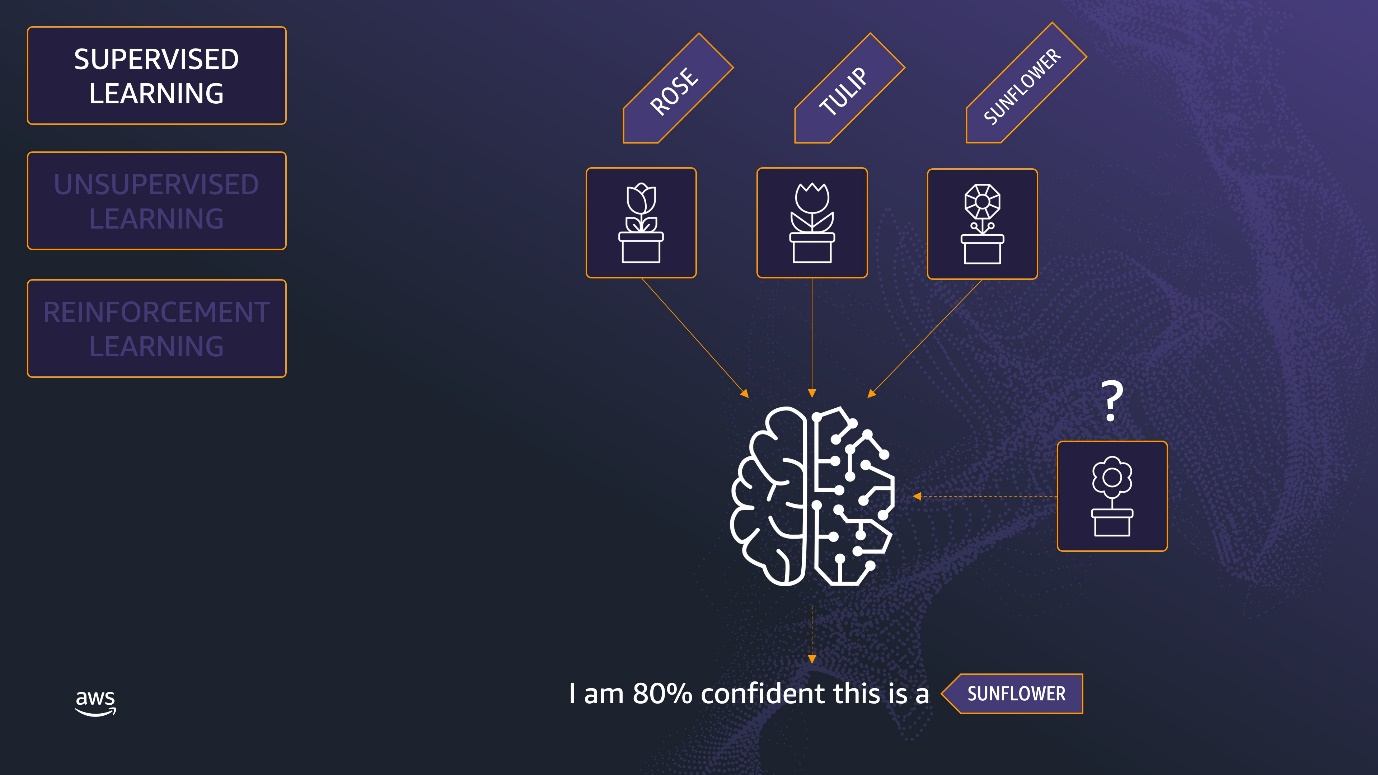 SUPERVISED
LEARNING
UNSUPERVISED
LEARNING
REINFORCEMENT
LEARNING
ROSE
TULIP
SUNFLOWER
?
I am 80% confident this is a
SUNFLOWER
aws